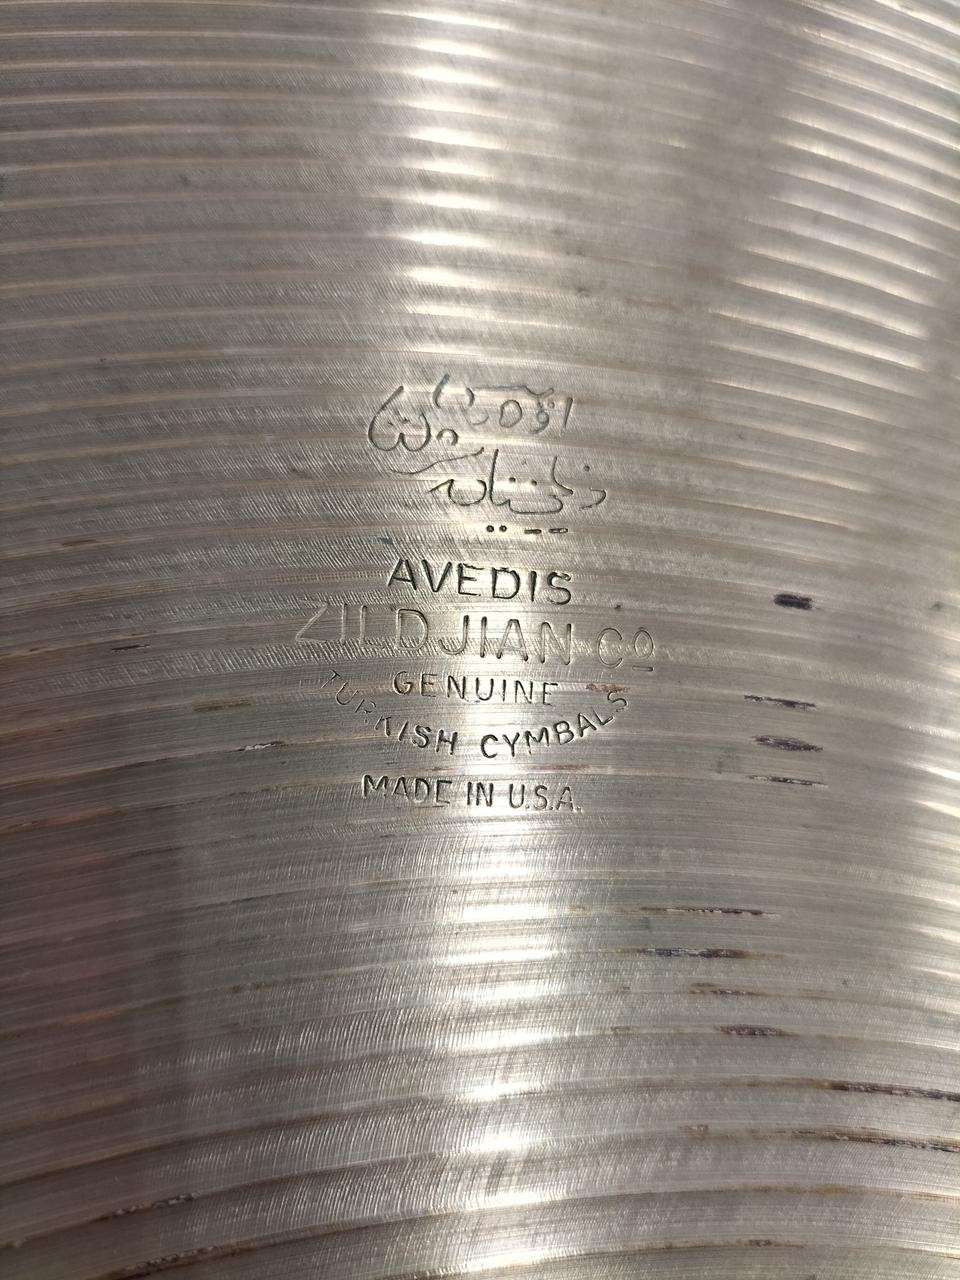 AVEDIS
ZILDJIAN Cº
GENUINE
TURKISH CYMBALS
MADE IN U.S.A.